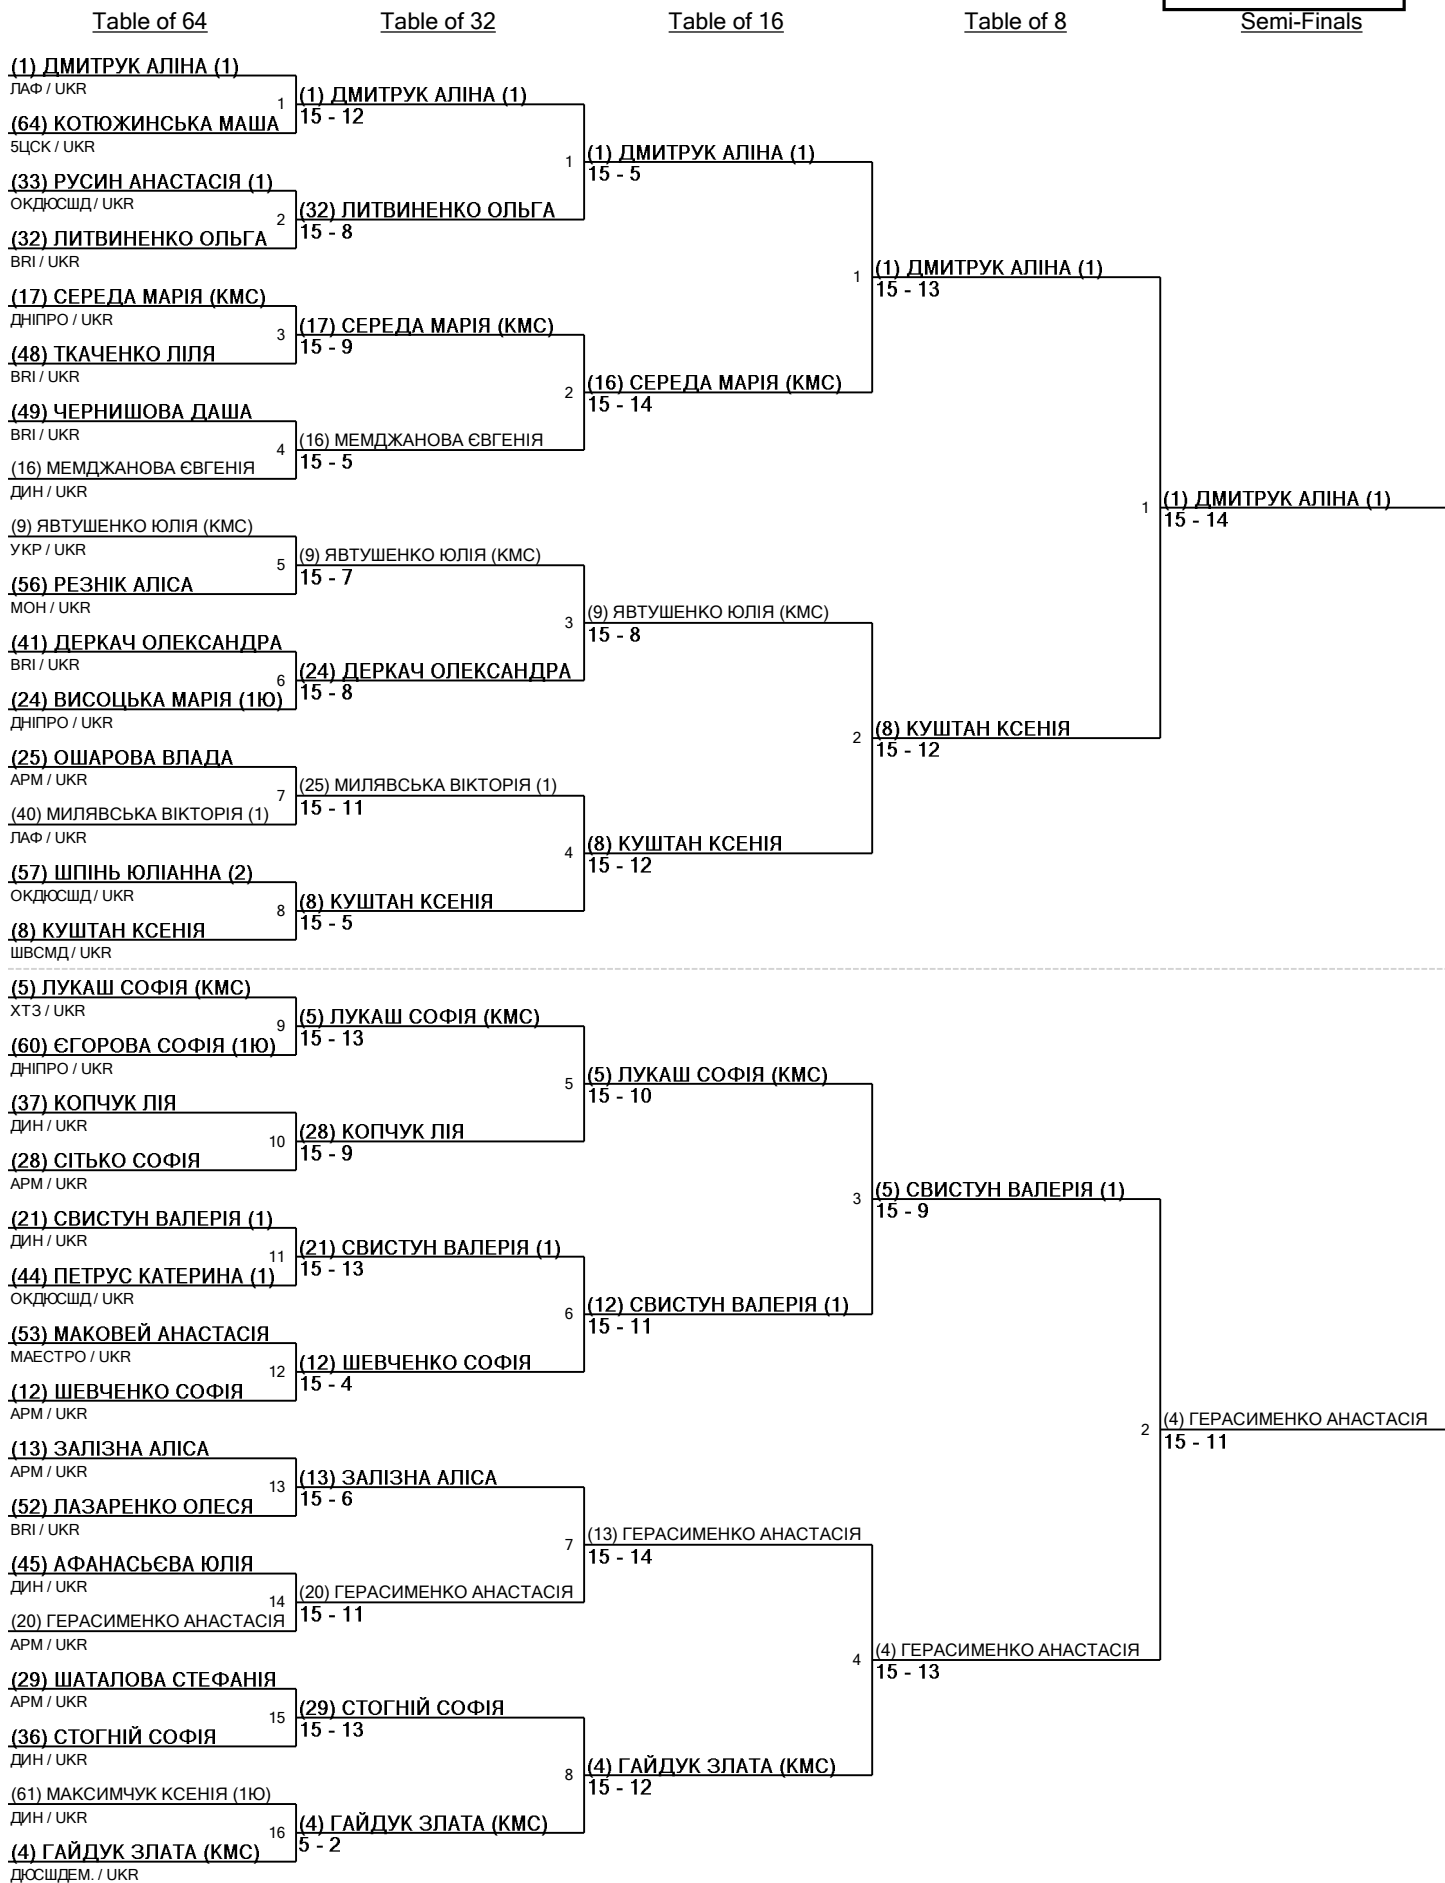 Table of 64
Table of 32
Table of 16
Table of 8
Semi-Finals
(1) ДМИТРУК АЛІНА (1)
ЛАФ / UKR
1
(1) ДМИТРУК АЛІНА (1)
15 - 12
(64) КОТЮЖИНСЬКА МАША
5ЦСК / UKR
1
(1) ДМИТРУК АЛІНА (1)
15 - 5
(33) РУСИН АНАСТАСІЯ (1)
ОКДЮСШД / UKR
2
(32) ЛИТВИНЕНКО ОЛЬГА
15 - 8
(32) ЛИТВИНЕНКО ОЛЬГА
BRI / UKR
1
(1) ДМИТРУК АЛІНА (1)
15 - 13
(17) СЕРЕДА МАРІЯ (КМС)
ДНІПРО / UKR
3
(17) СЕРЕДА МАРІЯ (КМС)
15 - 9
(48) ТКАЧЕНКО ЛІЛЯ
BRI / UKR
2
(16) СЕРЕДА МАРІЯ (КМС)
15 - 14
(49) ЧЕРНИШОВА ДАША
BRI / UKR
4
(16) МЕМДЖАНОВА ЄВГЕНІЯ
15 - 5
(16) МЕМДЖАНОВА ЄВГЕНІЯ
ДИН / UKR
1
(1) ДМИТРУК АЛІНА (1)
15 - 14
(9) ЯВТУШЕНКО ЮЛІЯ (КМС)
УКР / UKR
5
(9) ЯВТУШЕНКО ЮЛІЯ (КМС)
15 - 7
(56) РЕЗНІК АЛІСА
МОН / UKR
3
(9) ЯВТУШЕНКО ЮЛІЯ (КМС)
15 - 8
(41) ДЕРКАЧ ОЛЕКСАНДРА
BRI / UKR
6
(24) ДЕРКАЧ ОЛЕКСАНДРА
15 - 8
(24) ВИСОЦЬКА МАРІЯ (1Ю)
ДНІПРО / UKR
2
(8) КУШТАН КСЕНІЯ
15 - 12
(25) ОШАРОВА ВЛАДА
АРМ / UKR
7
(25) МИЛЯВСЬКА ВІКТОРІЯ (1)
15 - 11
(40) МИЛЯВСЬКА ВІКТОРІЯ (1)
ЛАФ / UKR
4
(8) КУШТАН КСЕНІЯ
15 - 12
(57) ШПІНЬ ЮЛІАННА (2)
ОКДЮСШД / UKR
8
(8) КУШТАН КСЕНІЯ
15 - 5
(8) КУШТАН КСЕНІЯ
ШВСМД / UKR
(5) ЛУКАШ СОФІЯ (КМС)
ХТЗ / UKR
9
(5) ЛУКАШ СОФІЯ (КМС)
15 - 13
(60) ЄГОРОВА СОФІЯ (1Ю)
ДНІПРО / UKR
5
(5) ЛУКАШ СОФІЯ (КМС)
15 - 10
(37) КОПЧУК ЛІЯ
ДИН / UKR
10
(28) КОПЧУК ЛІЯ
15 - 9
(28) СІТЬКО СОФІЯ
АРМ / UKR
3
(5) СВИСТУН ВАЛЕРІЯ (1)
15 - 9
(21) СВИСТУН ВАЛЕРІЯ (1)
ДИН / UKR
11
(21) СВИСТУН ВАЛЕРІЯ (1)
15 - 13
(44) ПЕТРУС КАТЕРИНА (1)
ОКДЮСШД / UKR
6
(12) СВИСТУН ВАЛЕРІЯ (1)
15 - 11
(53) МАКОВЕЙ АНАСТАСІЯ
МАЕСТРО / UKR
12
(12) ШЕВЧЕНКО СОФІЯ
15 - 4
(12) ШЕВЧЕНКО СОФІЯ
АРМ / UKR
2
(4) ГЕРАСИМЕНКО АНАСТАСІЯ
15 - 11
(13) ЗАЛІЗНА АЛІСА
АРМ / UKR
13
(13) ЗАЛІЗНА АЛІСА
15 - 6
(52) ЛАЗАРЕНКО ОЛЕСЯ
BRI / UKR
7
(13) ГЕРАСИМЕНКО АНАСТАСІЯ
15 - 14
(45) АФАНАСЬЄВА ЮЛІЯ
ДИН / UKR
14
(20) ГЕРАСИМЕНКО АНАСТАСІЯ
15 - 11
(20) ГЕРАСИМЕНКО АНАСТАСІЯ
АРМ / UKR
4
(4) ГЕРАСИМЕНКО АНАСТАСІЯ
15 - 13
(29) ШАТАЛОВА СТЕФАНІЯ
АРМ / UKR
15
(29) СТОГНІЙ СОФІЯ
15 - 13
(36) СТОГНІЙ СОФІЯ
ДИН / UKR
8
(4) ГАЙДУК ЗЛАТА (КМС)
15 - 12
(61) МАКСИМЧУК КСЕНІЯ (1Ю)
ДИН / UKR
16
(4) ГАЙДУК ЗЛАТА (КМС)
5 - 2
(4) ГАЙДУК ЗЛАТА (КМС)
ДЮСШДЕМ. / UKR